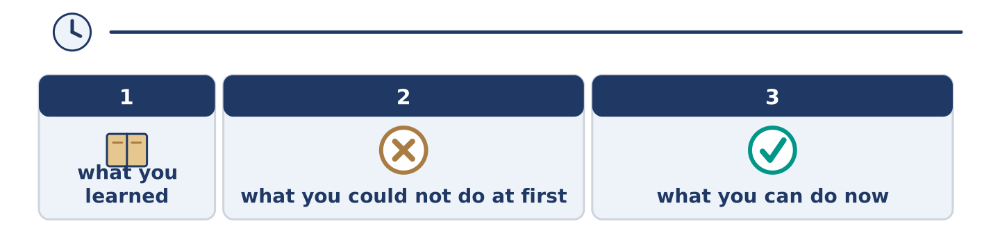 1
2
3
what you
learned
what you could not do at first
what you can do now